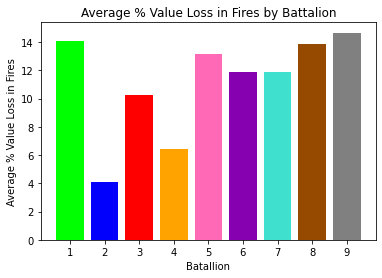 Average % Value Loss in Fires by Battalion
Average % Value Loss in Fires
14
12
10
8
6
4
2
0
1 2 3 4 5 6 7 8 9
Batallion